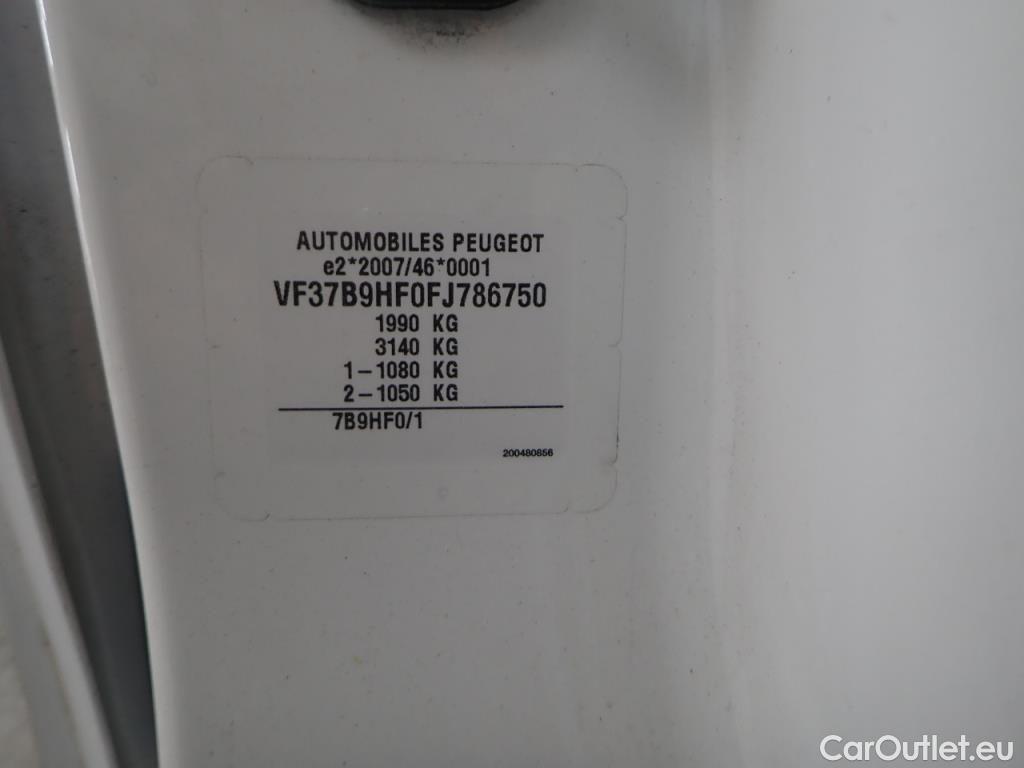 AUTOMOBILES PEUGEOT
e2*2007/46*0001
VF37B9HF0FJ786750
1990 KG
3140 KG
1-1080 KG
2-1050 KG
7B9HF0/1
200480856
CarOutlet.eu